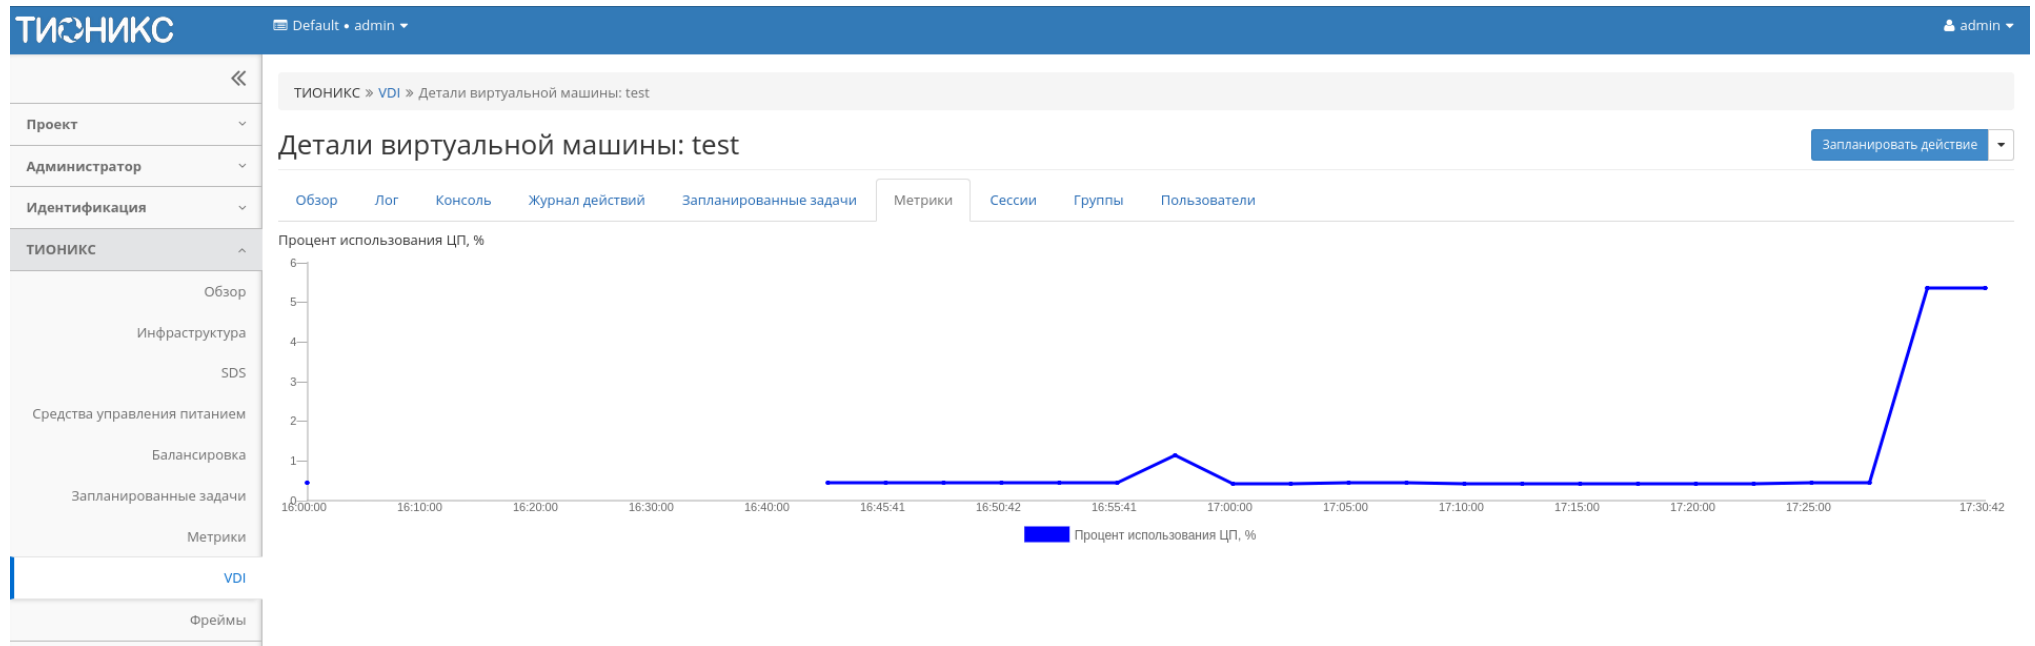 ТИОНИКС
Default • admin
admin
ТИОНИКС » VDI » Детали виртуальной машины: test
Проект
Администратор
Идентификация
ТИОНИКС
Обзор
Инфраструктура
SDS
Средства управления питанием
Балансировка
Запланированные задачи
Метрики
VDI
Фреймы
Детали виртуальной машины: test
Запланировать действие
Обзор Лог Консоль Журнал действий Запланированные задачи Метрики Сессии Группы Пользователи
Процент использования ЦП, %
6
5
4
3
2
1
0
16:00:00 16:10:00 16:20:00 16:30:00 16:40:00 16:45:41 16:50:42 16:55:41 17:00:00 17:05:00 17:10:00 17:15:00 17:20:00 17:25:00 17:30:42
Процент использования ЦП, %